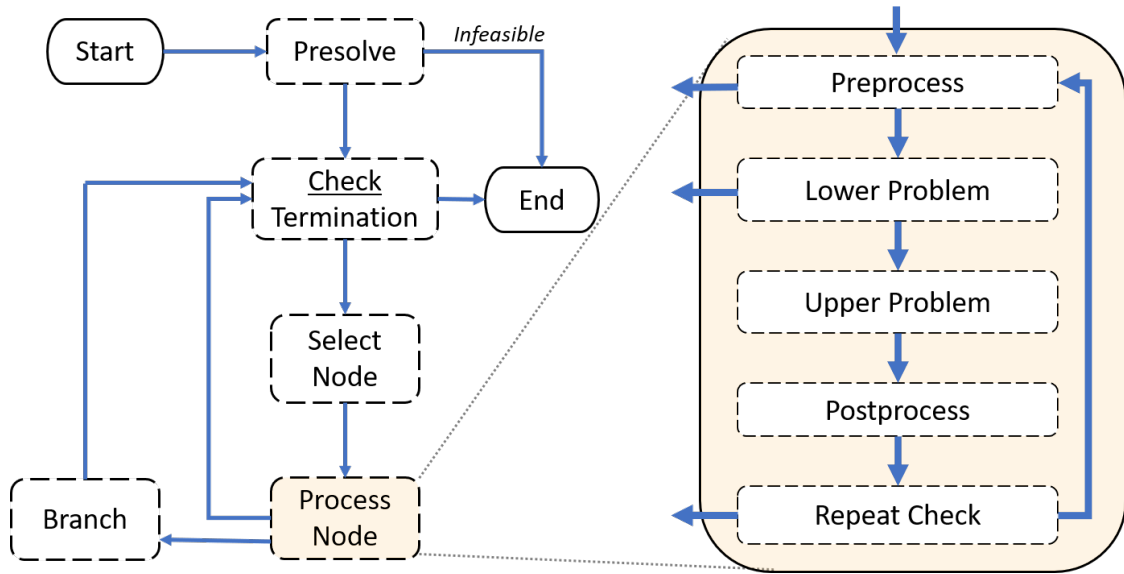 Start
Presolve
Infeasible
Check
Termination
End
Select
Node
Process
Node
Branch
Preprocess
Lower Problem
Upper Problem
Postprocess
Repeat Check